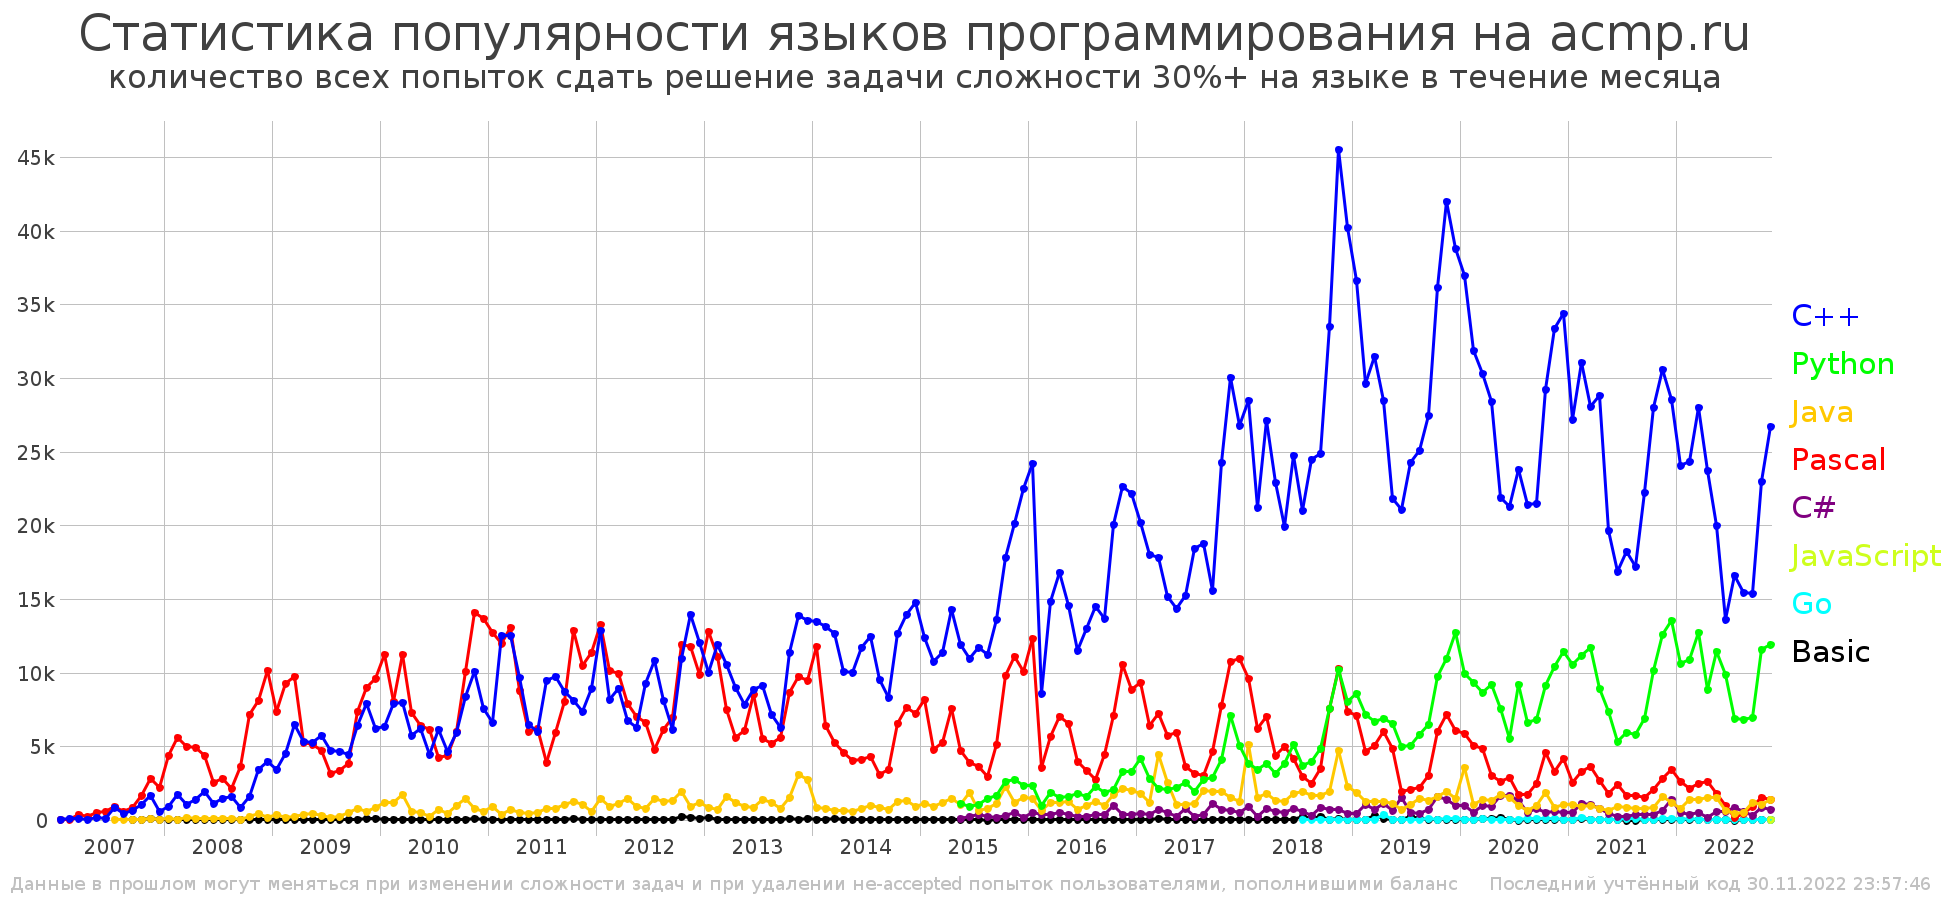 Статистика популярности языков программирования на acmp.ru
количество всех попыток сдать решение задачи сложности 30%+ на языке в течение месяца
45k
40k
35k
30k
25k
20k
15k
10k
5k
0
2007 2008 2009 2010 2011 2012 2013 2014 2015 2016 2017 2018 2019 2020 2021 2022
C++
Python
Java
Pascal
C#
JavaScript
Go
Basic
Данные в прошлом могут меняться при изменении сложности задач и при удалении не-accepted попыток пользователями, пополнившими баланс Последний учтённый код 30.11.2022 23:57:46